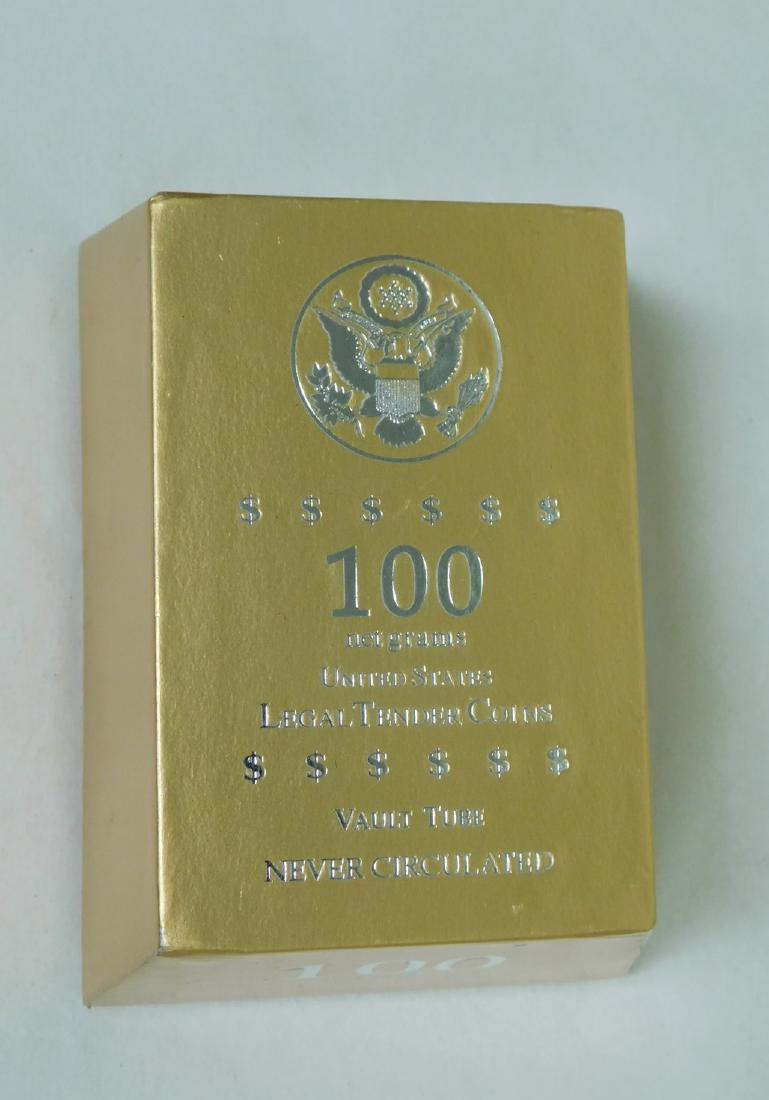 $ $ $ $ $ $
100
net grams
UNITED STATES
LEGAL TENDER COINS
$ $ $ $ $ $
VAULT TUBE
NEVER CIRCULATED
100